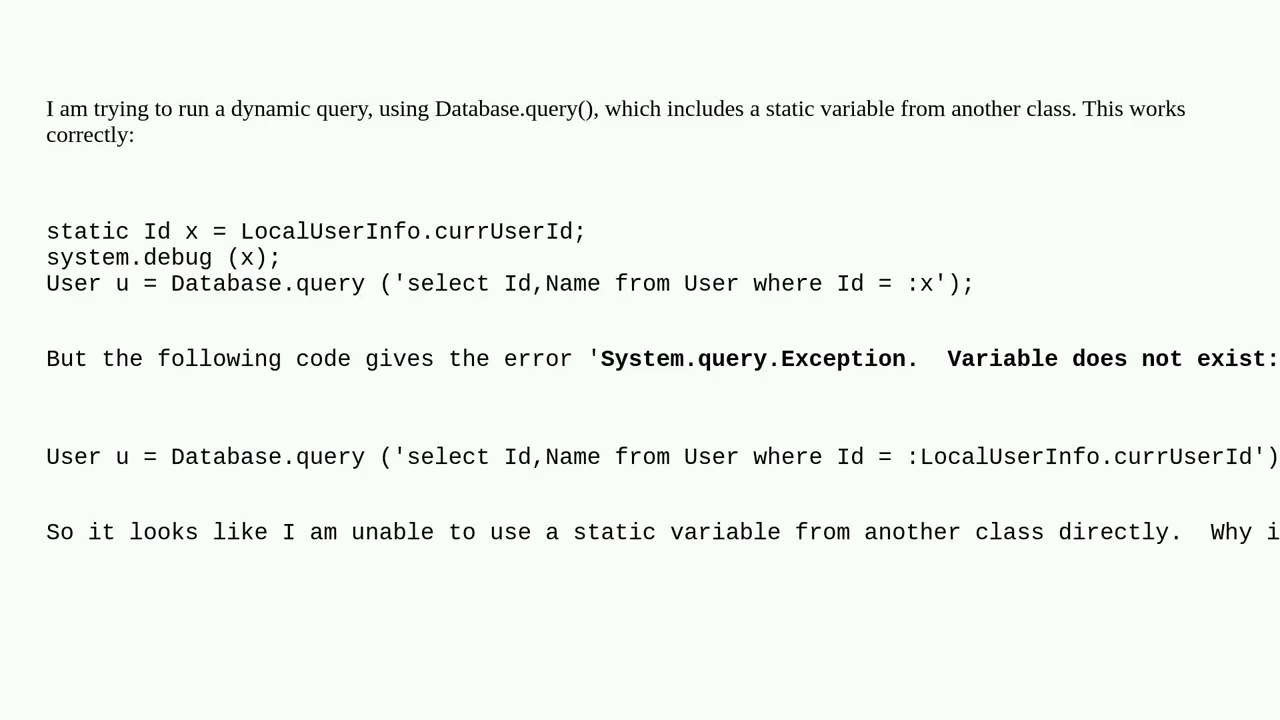 I am trying to run a dynamic query, using Database.query(), which includes a static variable from another class. This works
correctly:
static Id x = LocalUserInfo.currUserId;
system.debug (x);
User u = Database.query ('select Id,Name from User where Id = :x');
But the following code gives the error 'System.query.Exception.  Variable does not exist:
User u = Database.query ('select Id,Name from User where Id = :LocalUserInfo.currUserId')
So it looks like I am unable to use a static variable from another class directly.  Why